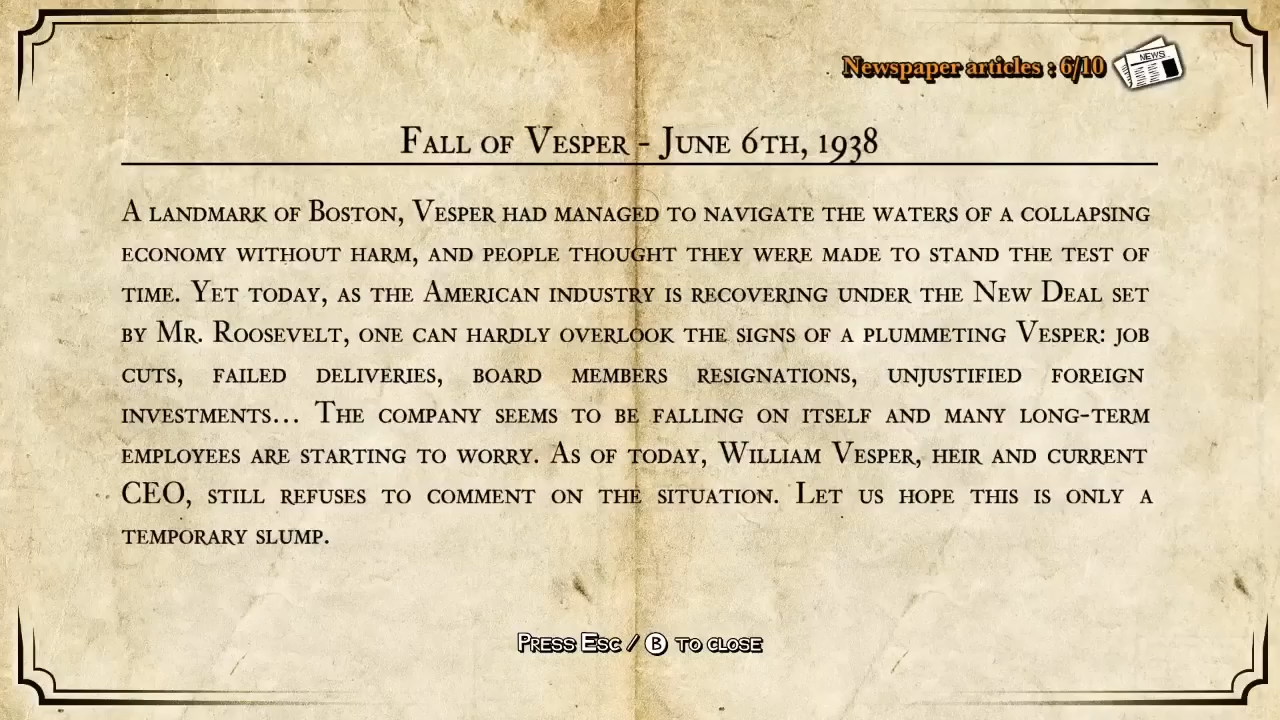 Newspaper articles : 6/10
NEWS
Fall of Vesper - June 6th, 1938
A landmark of Boston, Vesper had managed to navigate the waters of a collapsing
economy without harm, and people thought they were made to stand the test of
time. Yet today, as the American industry is recovering under the New Deal set
by Mr. Roosevelt, one can hardly overlook the signs of a plummeting Vesper: job
cuts, failed deliveries, board members resignations, unjustified foreign
investments... The company seems to be falling on itself and many long-term
employees are starting to worry. As of today, William Vesper, heir and current
CEO, still refuses to comment on the situation. Let us hope this is only a
temporary slump.
Press Esc / B to close